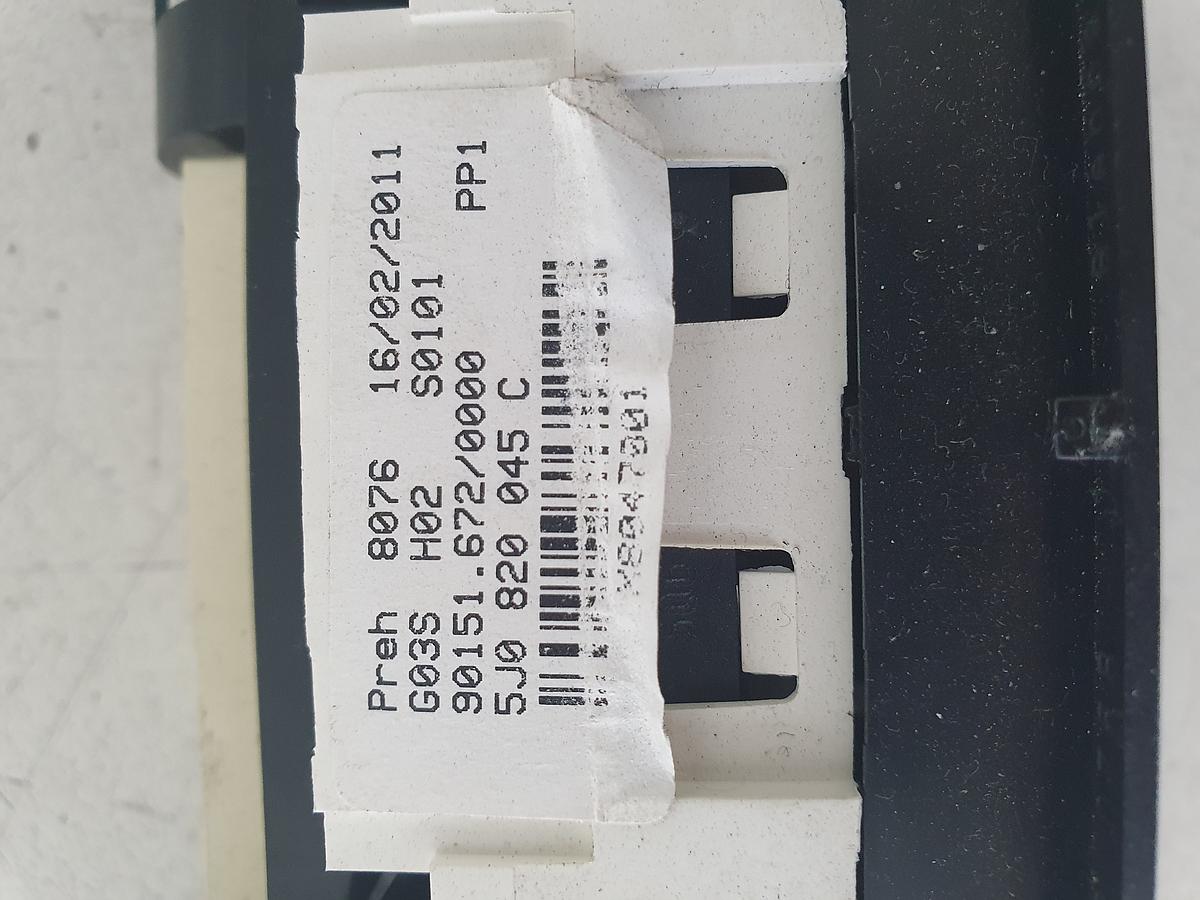 Preh 8076 16/02/2011
G03S H02 S0101
90151.672/0000 PP1
5J0 820 045 C